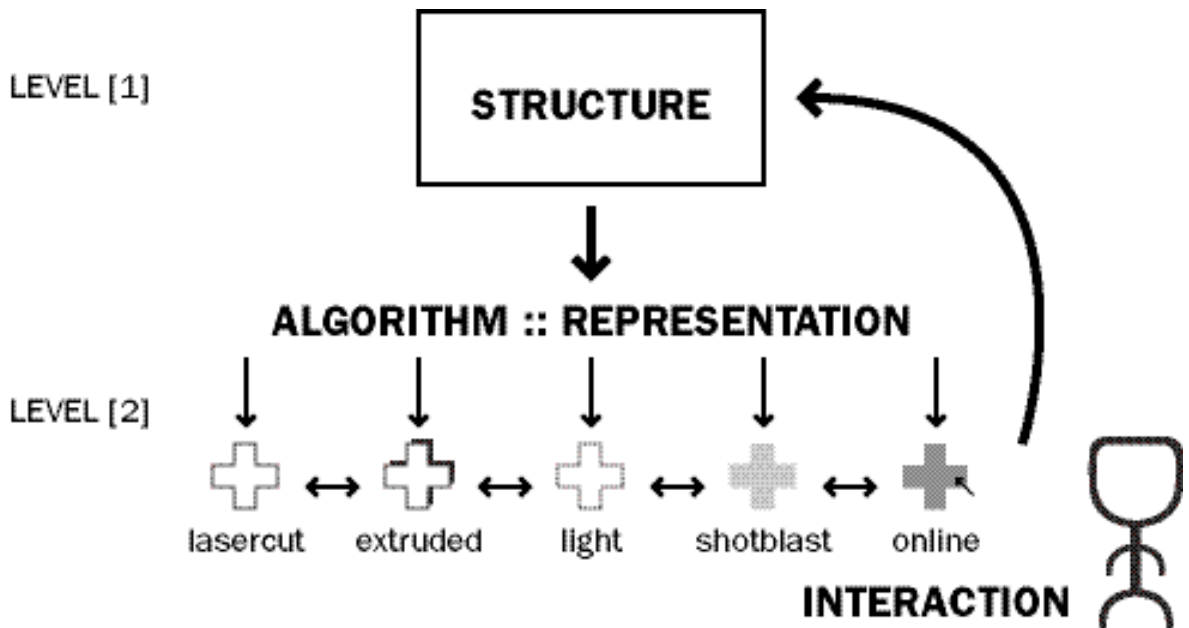 LEVEL [1]
STRUCTURE
ALGORITHM :: REPRESENTATION
LEVEL [2]
lasercut extruded light shotblast online
INTERACTION